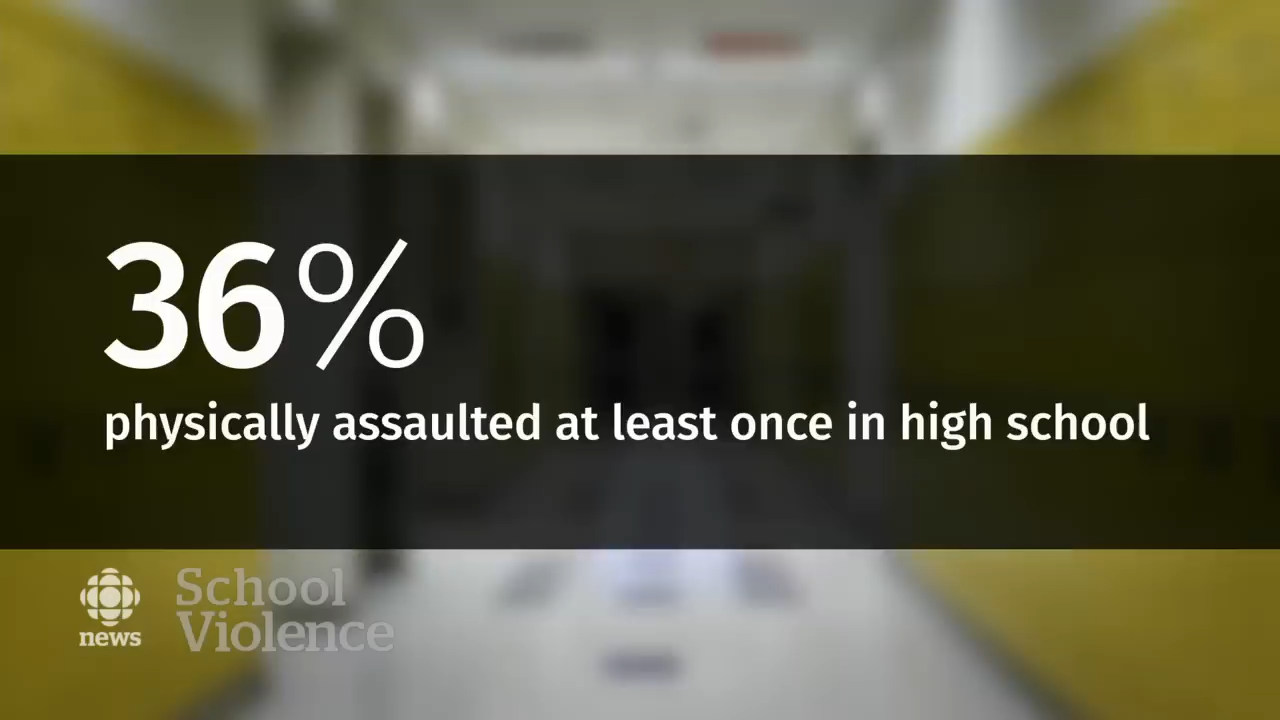 36%
physically assaulted at least once in high school
news
School
Violence